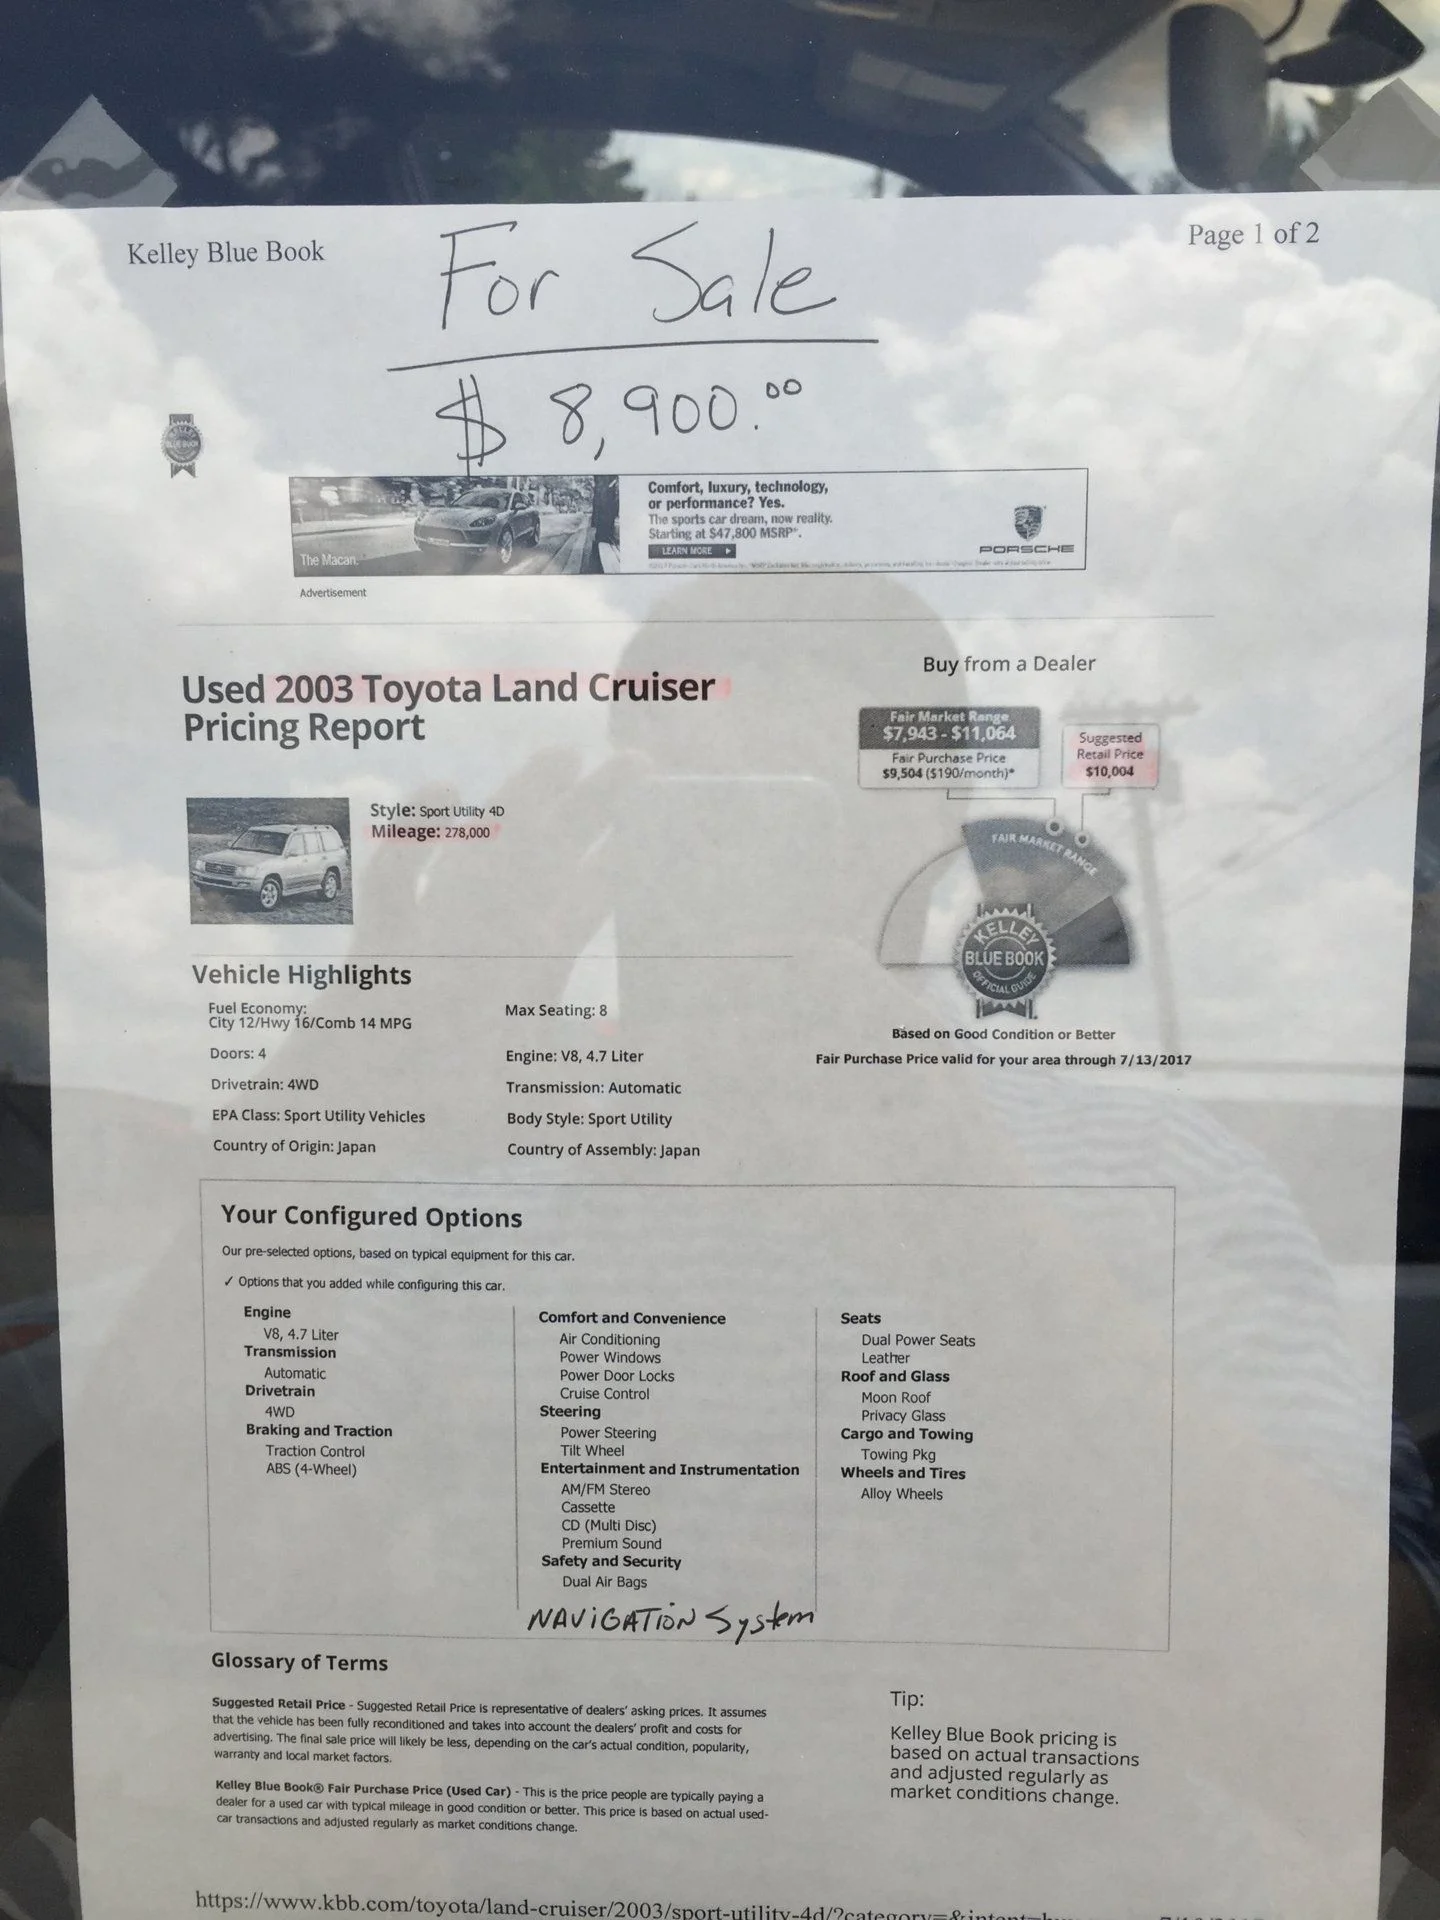 Kelley Blue Book
Page 1 of 2
For Sale
$ 8,900.00
KELLEY
BLUE BOOK
The Macan.
Comfort, luxury, technology,
or performance? Yes.
The sports car dream, now reality.
Starting at $47,800 MSRP*.
LEARN MORE
PORSCHE
Advertisement
Used 2003 Toyota Land Cruiser
Pricing Report
Style: Sport Utility 4D
Mileage: 278,000
Buy from a Dealer
Fair Market Range
$7,943 - $11,064
Fair Purchase Price
$9,504 ($190/month)*
Suggested
Retail Price
$10,004
FAIR MARKET RANGE
KELLEY
BLUE BOOK
OFFICIAL GUIDE
Based on Good Condition or Better
Fair Purchase Price valid for your area through 7/13/2017
Vehicle Highlights
Fuel Economy:
City 12/Hwy 16/Comb 14 MPG
Max Seating: 8
Doors: 4
Engine: V8, 4.7 Liter
Drivetrain: 4WD
Transmission: Automatic
EPA Class: Sport Utility Vehicles
Body Style: Sport Utility
Country of Origin: Japan
Country of Assembly: Japan
Your Configured Options
Our pre-selected options, based on typical equipment for this car.
✓ Options that you added while configuring this car.
Engine
V8, 4.7 Liter
Transmission
Automatic
Drivetrain
4WD
Braking and Traction
Traction Control
ABS (4-Wheel)
Comfort and Convenience
Air Conditioning
Power Windows
Power Door Locks
Cruise Control
Steering
Power Steering
Tilt Wheel
Entertainment and Instrumentation
AM/FM Stereo
Cassette
CD (Multi Disc)
Premium Sound
Safety and Security
Dual Air Bags
NAViGATiON System
Seats
Dual Power Seats
Leather
Roof and Glass
Moon Roof
Privacy Glass
Cargo and Towing
Towing Pkg
Wheels and Tires
Alloy Wheels
Glossary of Terms
Suggested Retail Price - Suggested Retail Price is representative of dealers' asking prices. It assumes
that the vehicle has been fully reconditioned and takes into account the dealers' profit and costs for
advertising. The final sale price will likely be less, depending on the car's actual condition, popularity,
warranty and local market factors.
Kelley Blue Book® Fair Purchase Price (Used Car) - This is the price people are typically paying a
dealer for a used car with typical mileage in good condition or better. This price is based on actual used-
car transactions and adjusted regularly as market conditions change.
Tip:
Kelley Blue Book pricing is
based on actual transactions
and adjusted regularly as
market conditions change.
https://www.kbb.com/toyota/land-cruiser/2003/sport-utility-4d/?category=&intent=